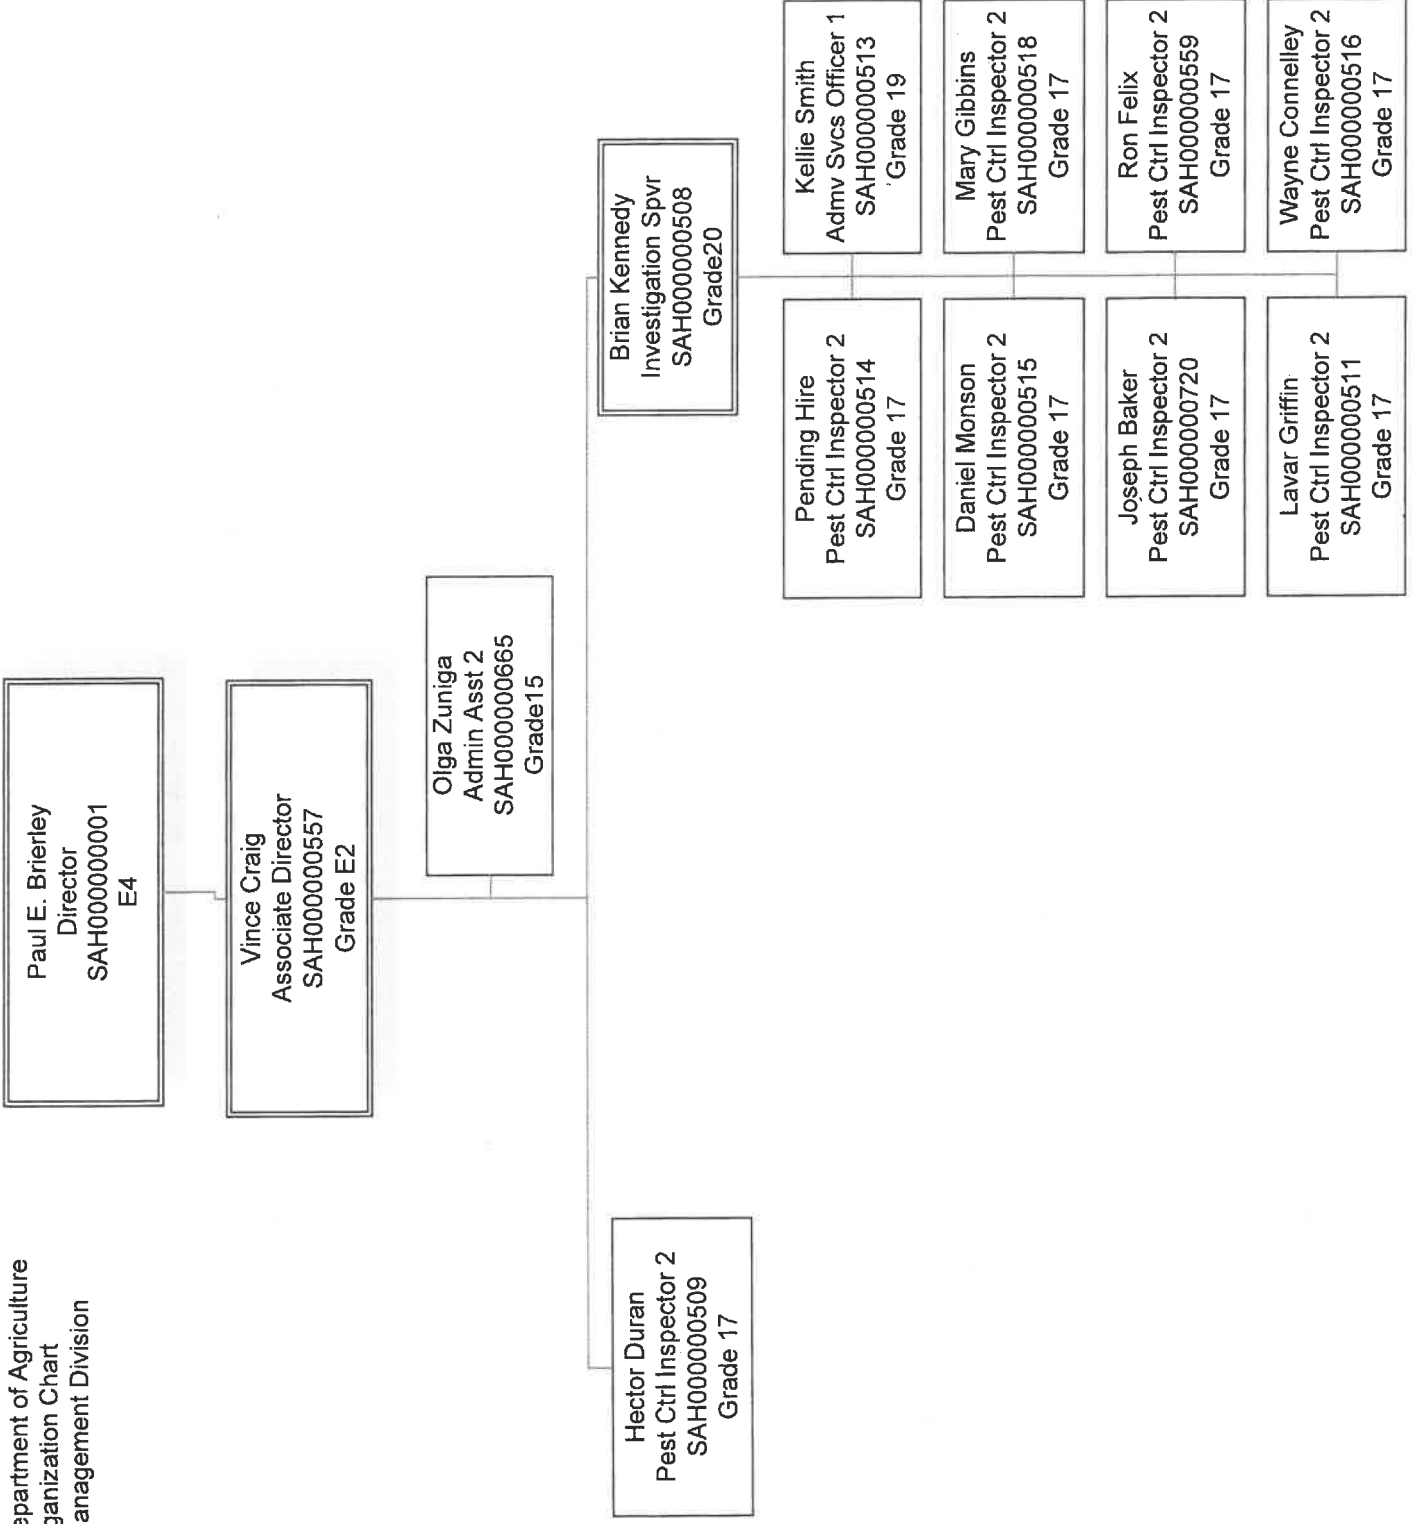 epartment of Agriculture
ganization Chart
anagement Division
Paul E. Brierley
Director
SAH0000000001
E4
Vince Craig
Associate Director
SAH000000557
Grade E2
Olga Zuniga
Admin Asst 2
SAH0000000665
Grade15
Hector Duran
Pest Ctrl Inspector 2
SAH000000509
Grade 17
Brian Kennedy
Investigation Spvr
SAH000000508
Grade20
Pending Hire
Pest Ctrl Inspector 2
SAH000000514
Grade 17
Kellie Smith
Admv Svcs Officer 1
SAH000000513
'Grade 19
Daniel Monson
Pest Ctrl Inspector 2
SAH000000515
Grade 17
Mary Gibbins
Pest Ctrl Inspector 2
SAH000000518
Grade 17
Joseph Baker
Pest Ctrl Inspector 2
SAH000000720
Grade 17
Ron Felix
Pest Ctrl Inspector 2
SAH000000559
Grade 17
Lavar Griffin
Pest Ctrl Inspector 2
SAH000000511
Grade 17
Wayne Connelley
Pest Ctrl Inspector 2
SAH000000516
Grade 17